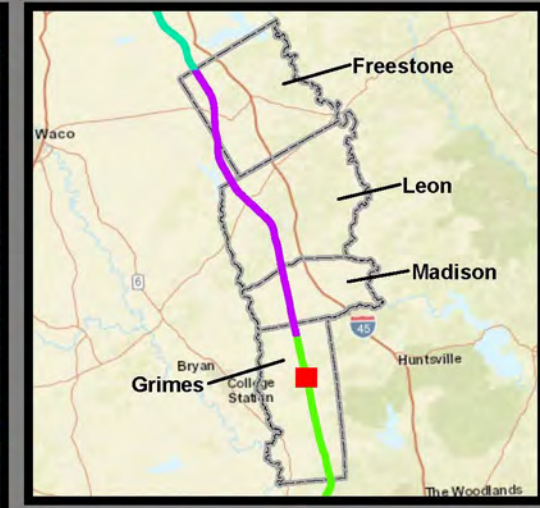 Freestone
Waco
Leon
Madison
6
45
Huntsville
Bryan
Grimes
College
Station
The Woodlands